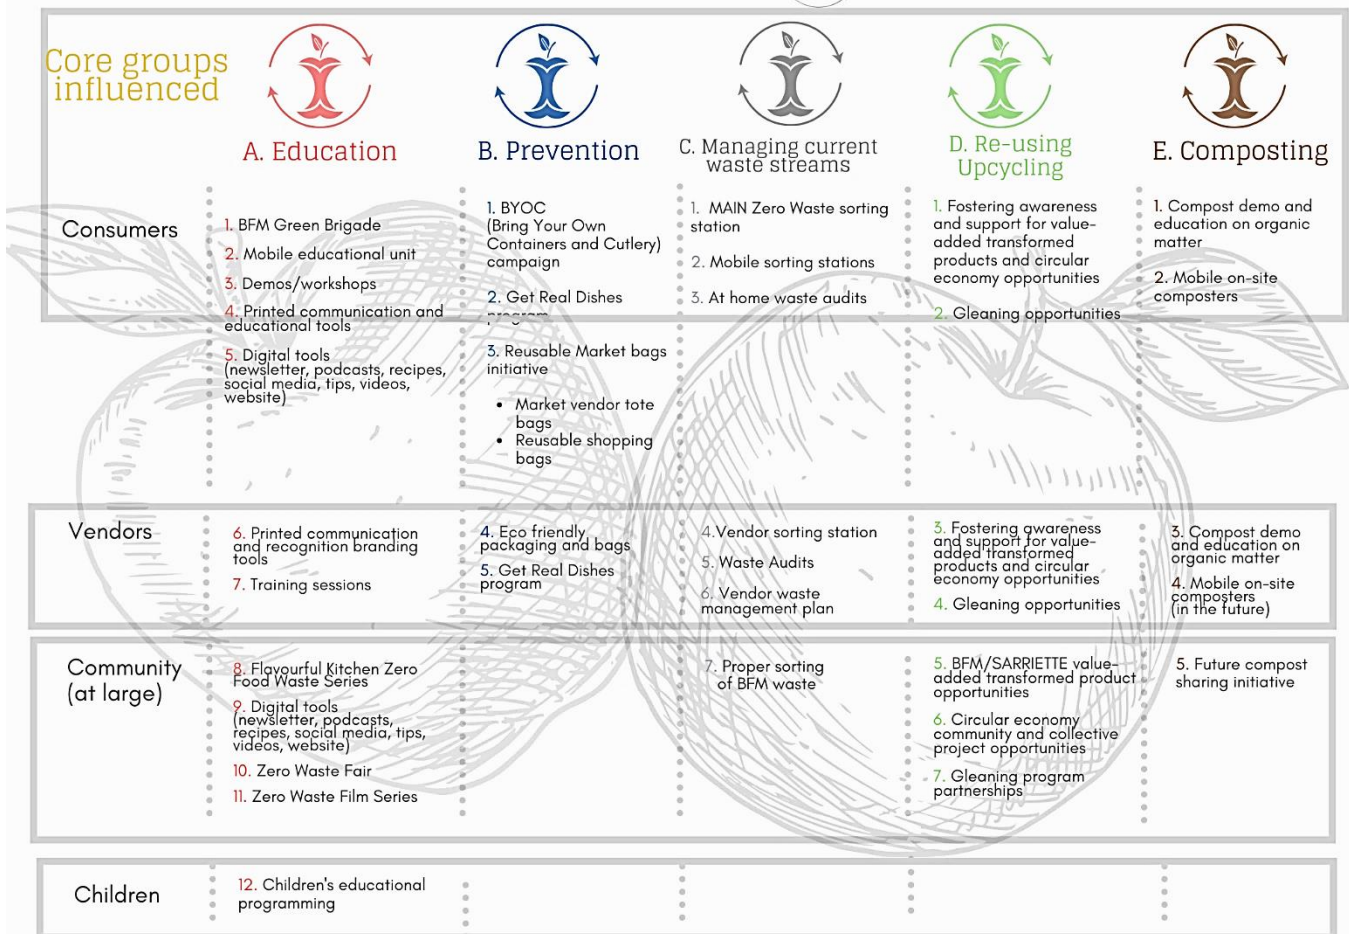 Core groups
influenced
A. Education
B. Prevention
C. Managing current
waste streams
D. Re-using
Upcycling
E. Composting
Consumers
1. BFM Green Brigade
2. Mobile educational unit
3. Demos/workshops
4. Printed communication and
educational tools
5. Digital tools
(newsletter, podcasts, recipes,
social media, tips, videos,
website)
1. BYOC
(Bring Your Own
Containers and Cutlery)
campaign
2. Get Real Dishes
program
3. Reusable Market bags
initiative
• Market vendor tote
bags
• Reusable shopping
bags
1. MAIN Zero Waste sorting
station
2. Mobile sorting stations
3. At home waste audits
1. Fostering awareness
and support for value-
added transformed
products and circular
economy opportunities
2. Gleaning opportunities
1. Compost demo and
education on organic
matter
2. Mobile on-site
composters
Vendors
6. Printed communication
and recognition branding
tools
7. Training sessions
4. Eco friendly
packaging and bags
5. Get Real Dishes
program
4.Vendor sorting station
5. Waste Audits
6. Vendor waste
management plan
3. Fostering awareness
and support for value-
added transformed
products and circular
economy opportunities
4. Gleaning opportunities
3. Compost demo
and education on
organic matter
4. Mobile on-site
composters
(in the future)
Community
(at large)
8. Flavourful Kitchen Zero
Food Waste Series
9. Digital tools
(newsletter, podcasts,
recipes, social media, tips,
videos, website)
10. Zero Waste Fair
11. Zero Waste Film Series
7. Proper sorting
of BFM waste
5. BFM/SARRIETTE value-
added transformed product
opportunities
6. Circular economy
community and collective
project opportunities
7. Gleaning program
partnerships
5. Future compost
sharing initiative
Children
12. Children's educational
programming